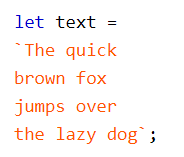 let text =
`The quick
brown fox
jumps over
the lazy dog`;